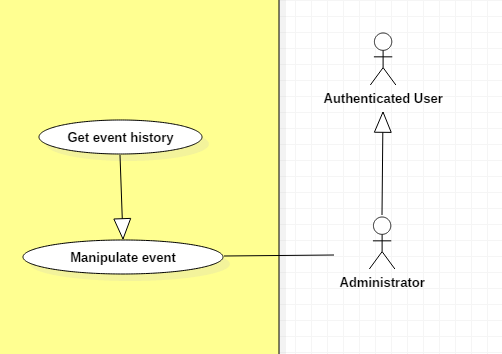 Authenticated User
Get event history
Manipulate event
Administrator